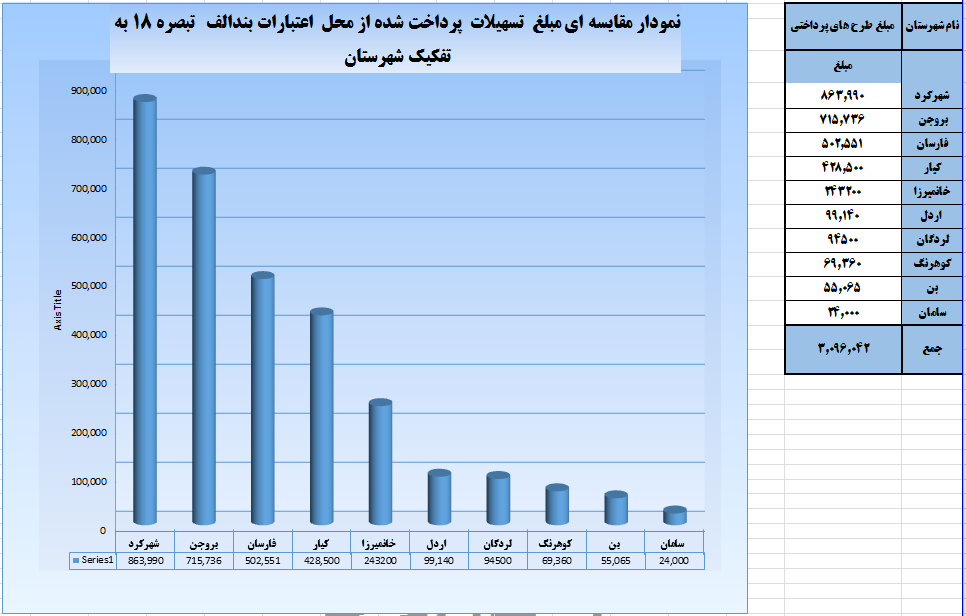 نمودار مقایسه ای مبلغ تسهیلات پرداخت شده از محل اعتبارات بندالف تبصره ۱۸ به
تفکیک شهرستان
900,000
800,000
700,000
600,000
500,000
400,000
300,000
200,000
100,000
0
Axis Title
شهرکرد بروجن فارسان کیار خانمیرزا اردل لردگان کوهرنگ بن سامان
Series1 863,990 715,736 502,551 428,500 243200 99,140 94500 69,360 55,065 24,000
نام شهرستان مبلغ طرح های پرداختی
مبلغ
شهرکرد ۸۶۳,۹۹۰
بروجن ۷۱۵,۷۳۶
فارسان ۵۰۲,۵۵۱
کیار ۴۲۸,۵۰۰
خانمیرزا ۲۴۳۲۰۰
اردل ۹۹,۱۴۰
لردگان ۹۴۵۰۰
کوهرنگ ۶۹,۳۶۰
بن ۵۵,۰۶۵
سامان ۲۴,۰۰۰
جمع ۳,۰۹۶,۰۴۲